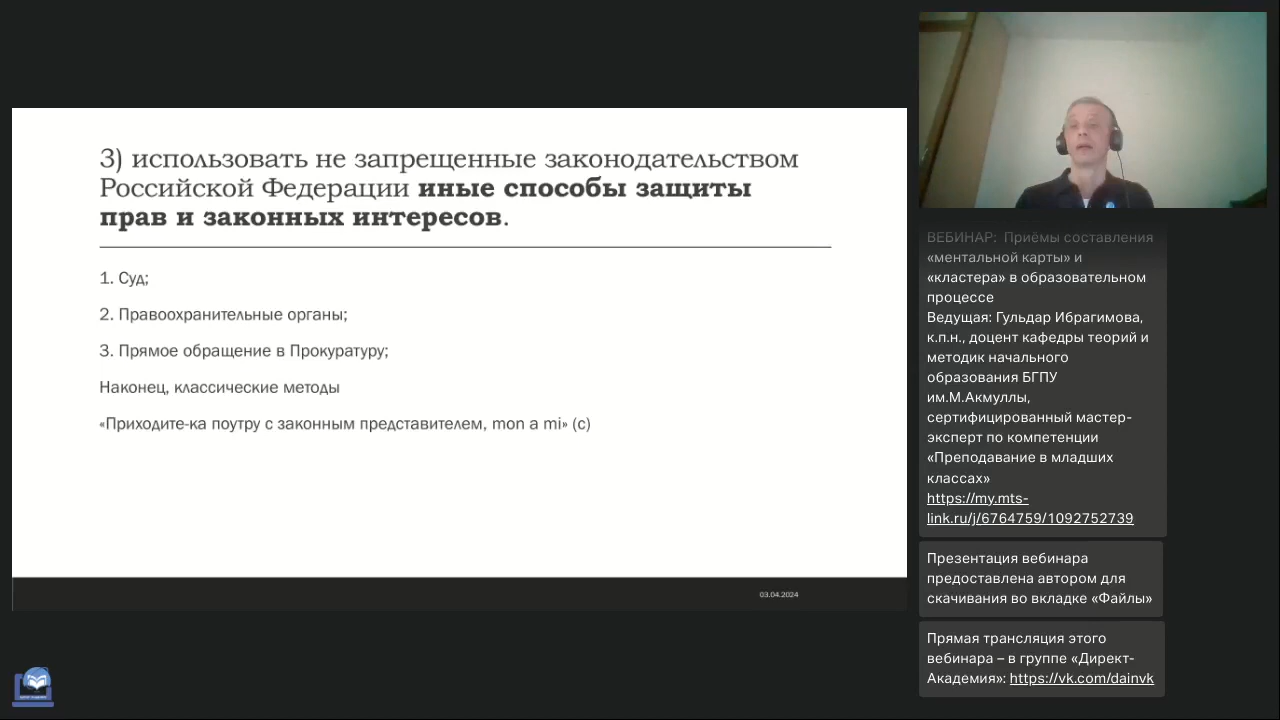 3) использовать не запрещенные законодательством
Российской Федерации иные способы защиты
прав и законных интересов.
1. Суд;
2. Правоохранительные органы;
3. Прямое обращение в Прокуратуру;
Наконец, классические методы
«Приходите-ка поутру с законным представителем, mon a mi» (с)
03.04.2024
ВЕБИНАР: Приёмы составления
«ментальной карты» и
«кластера» в образовательном
процессе
Ведущая: Гульдар Ибрагимова,
к.п.н., доцент кафедры теорий и
методик начального
образования БГПУ
им.М.Акмуллы,
сертифицированный мастер-
эксперт по компетенции
«Преподавание в младших
классах»
https://my.mts-
link.ru/j/6764759/1092752739
Презентация вебинара
предоставлена автором для
скачивания во вкладке «Файлы»
Прямая трансляция этого
вебинара – в группе «Директ-
Академия»: https://vk.com/dainvk